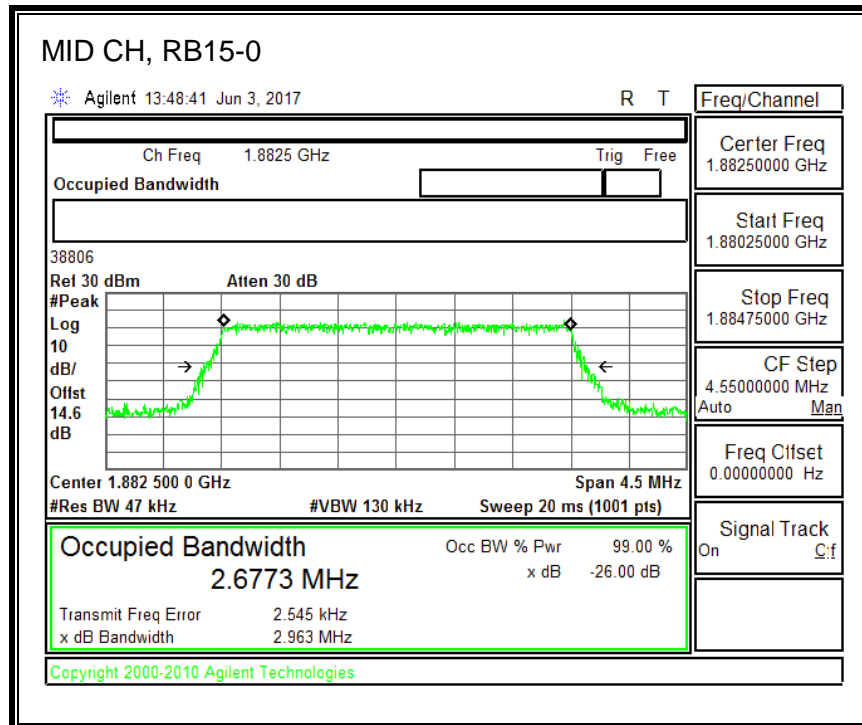 MID CH, RB15-0
Agilent 13:48:41 Jun 3, 2017 R T
Freq/Channel
Ch Freq 1.8825 GHz Trig Free
Occupied Bandwidth
Center Freq
1.88250000 GHz
Start Freq
1.88025000 GHz
Stop Freq
1.88475000 GHz
CF Step
4.55000000 MHz
Auto Man
Freq Offset
0.00000000 Hz
Signal Track
On Off
38806
Ref 30 dBm Atten 30 dB
#Peak
Log
10
dB/
Offst
14.6
dB
Center 1.882 500 0 GHz Span 4.5 MHz
#Res BW 47 kHz #VBW 130 kHz Sweep 20 ms (1001 pts)
Occupied Bandwidth
2.6773 MHz
Occ BW % Pwr 99.00 %
x dB -26.00 dB
Transmit Freq Error 2.545 kHz
x dB Bandwidth 2.963 MHz
Copyright 2000-2010 Agilent Technologies